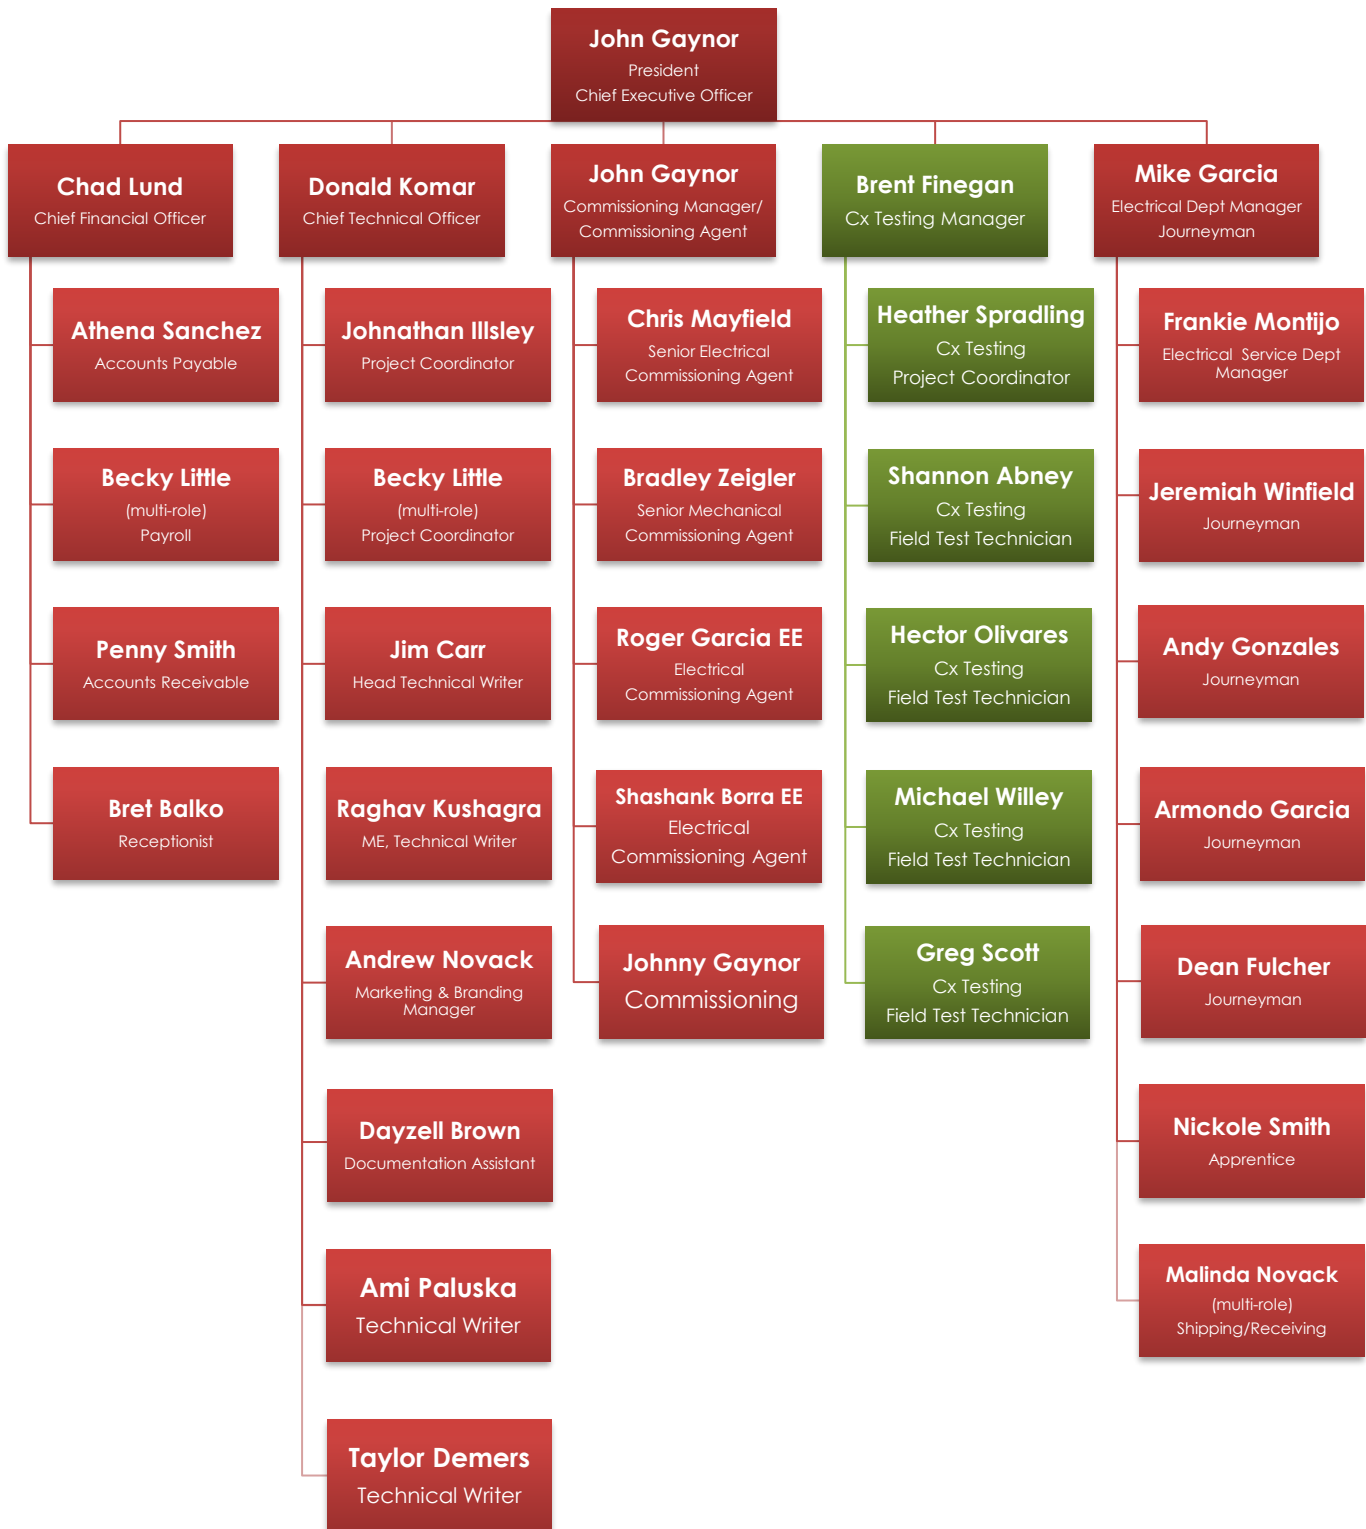 John Gaynor
President
Chief Executive Officer
Chad Lund
Chief Financial Officer
Donald Komar
Chief Technical Officer
John Gaynor
Commissioning Manager/
Commissioning Agent
Brent Finegan
Cx Testing Manager
Mike Garcia
Electrical Dept Manager
Journeyman
Athena Sanchez
Accounts Payable
Becky Little
(multi-role)
Payroll
Penny Smith
Accounts Receivable
Bret Balko
Receptionist
Johnathan Illsley
Project Coordinator
Becky Little
(multi-role)
Project Coordinator
Jim Carr
Head Technical Writer
Raghav Kushagra
ME, Technical Writer
Andrew Novack
Marketing & Branding
Manager
Dayzell Brown
Documentation Assistant
Ami Paluska
Technical Writer
Taylor Demers
Technical Writer
Chris Mayfield
Senior Electrical
Commissioning Agent
Bradley Zeigler
Senior Mechanical
Commissioning Agent
Roger Garcia EE
Electrical
Commissioning Agent
Shashank Borra EE
Electrical
Commissioning Agent
Johnny Gaynor
Commissioning
Heather Spradling
Cx Testing
Project Coordinator
Shannon Abney
Cx Testing
Field Test Technician
Hector Olivares
Cx Testing
Field Test Technician
Michael Willey
Cx Testing
Field Test Technician
Greg Scott
Cx Testing
Field Test Technician
Frankie Montijo
Electrical Service Dept
Manager
Jeremiah Winfield
Journeyman
Andy Gonzales
Journeyman
Armondo Garcia
Journeyman
Dean Fulcher
Journeyman
Nickole Smith
Apprentice
Malinda Novack
(multi-role)
Shipping/Receiving